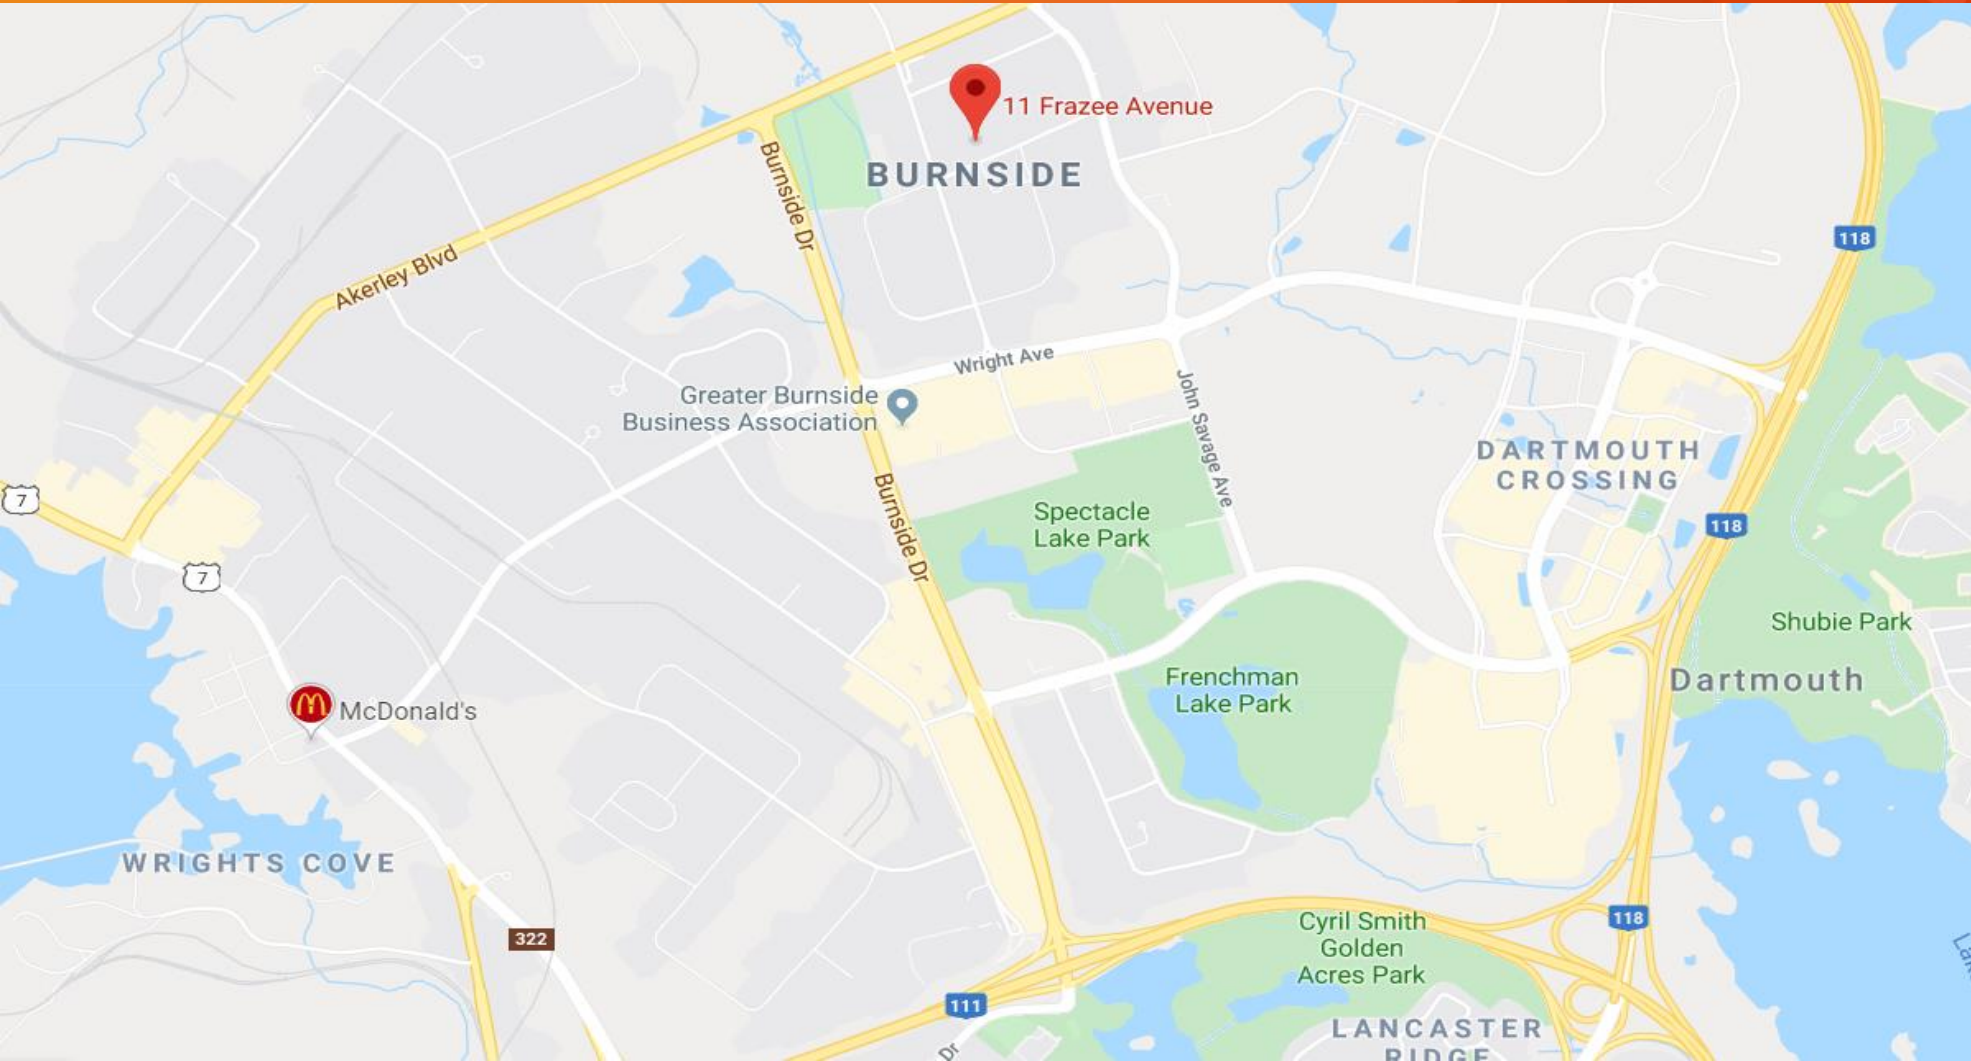 11 Frazee Avenue
BURNSIDE
Burnside Dr
118
Akerley Blvd
Wright Ave
Greater Burnside
Business Association
John Savage Ave
DARTMOUTH
CROSSING
7
Burnside Dr
Spectacle
Lake Park
118
7
Shubie Park
Frenchman
Lake Park
Dartmouth
McDonald's
WRIGHTS COVE
322
Cyril Smith
Golden
Acres Park
118
111
LANCASTER
RIDGE
Dr